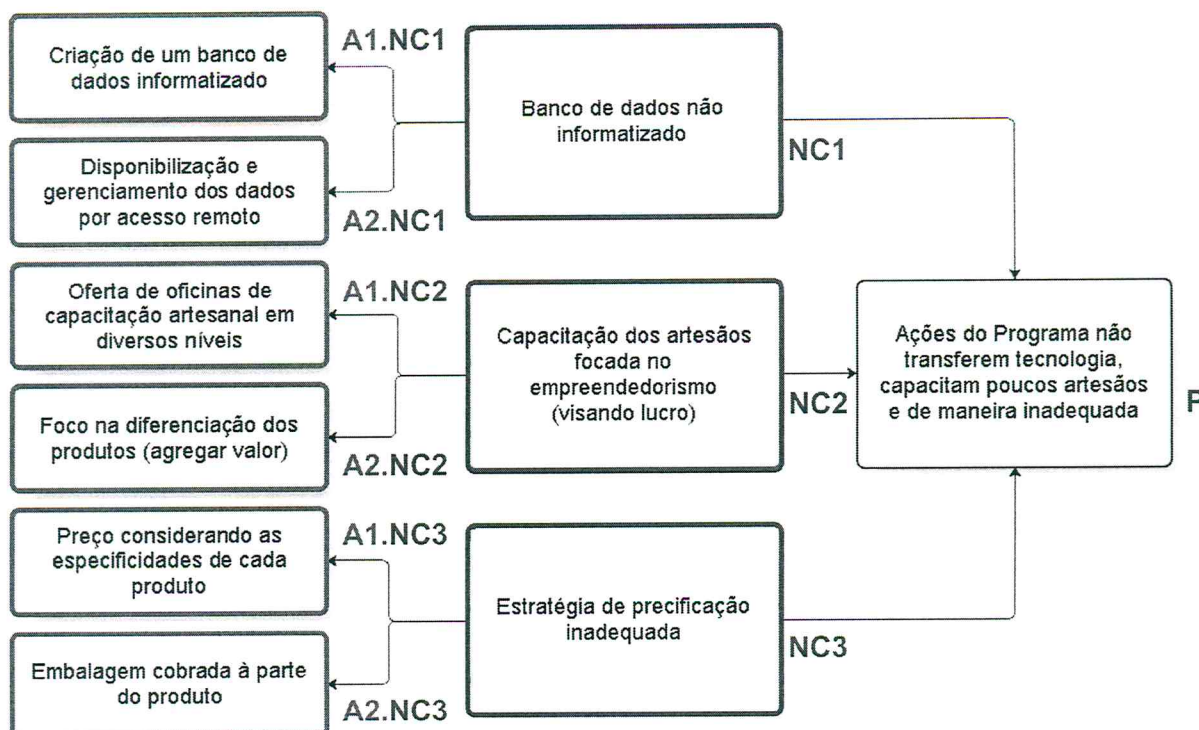 Criação de um banco de
dados informatizado
A1.NC1
Disponibilização e
gerenciamento dos dados
por acesso remoto
A2.NC1
Banco de dados não
informatizado
NC1
Oferta de oficinas de
capacitação artesanal em
diversos níveis
A1.NC2
Foco na diferenciação dos
produtos (agregar valor)
A2.NC2
Capacitação dos artesãos
focada no
empreendedorismo
(visando lucro)
NC2
Ações do Programa não
transferem tecnologia,
capacitam poucos artesãos
e de maneira inadequada
P
Preço considerando as
especificidades de cada
produto
A1.NC3
Embalagem cobrada à parte
do produto
A2.NC3
Estratégia de precificação
inadequada
NC3